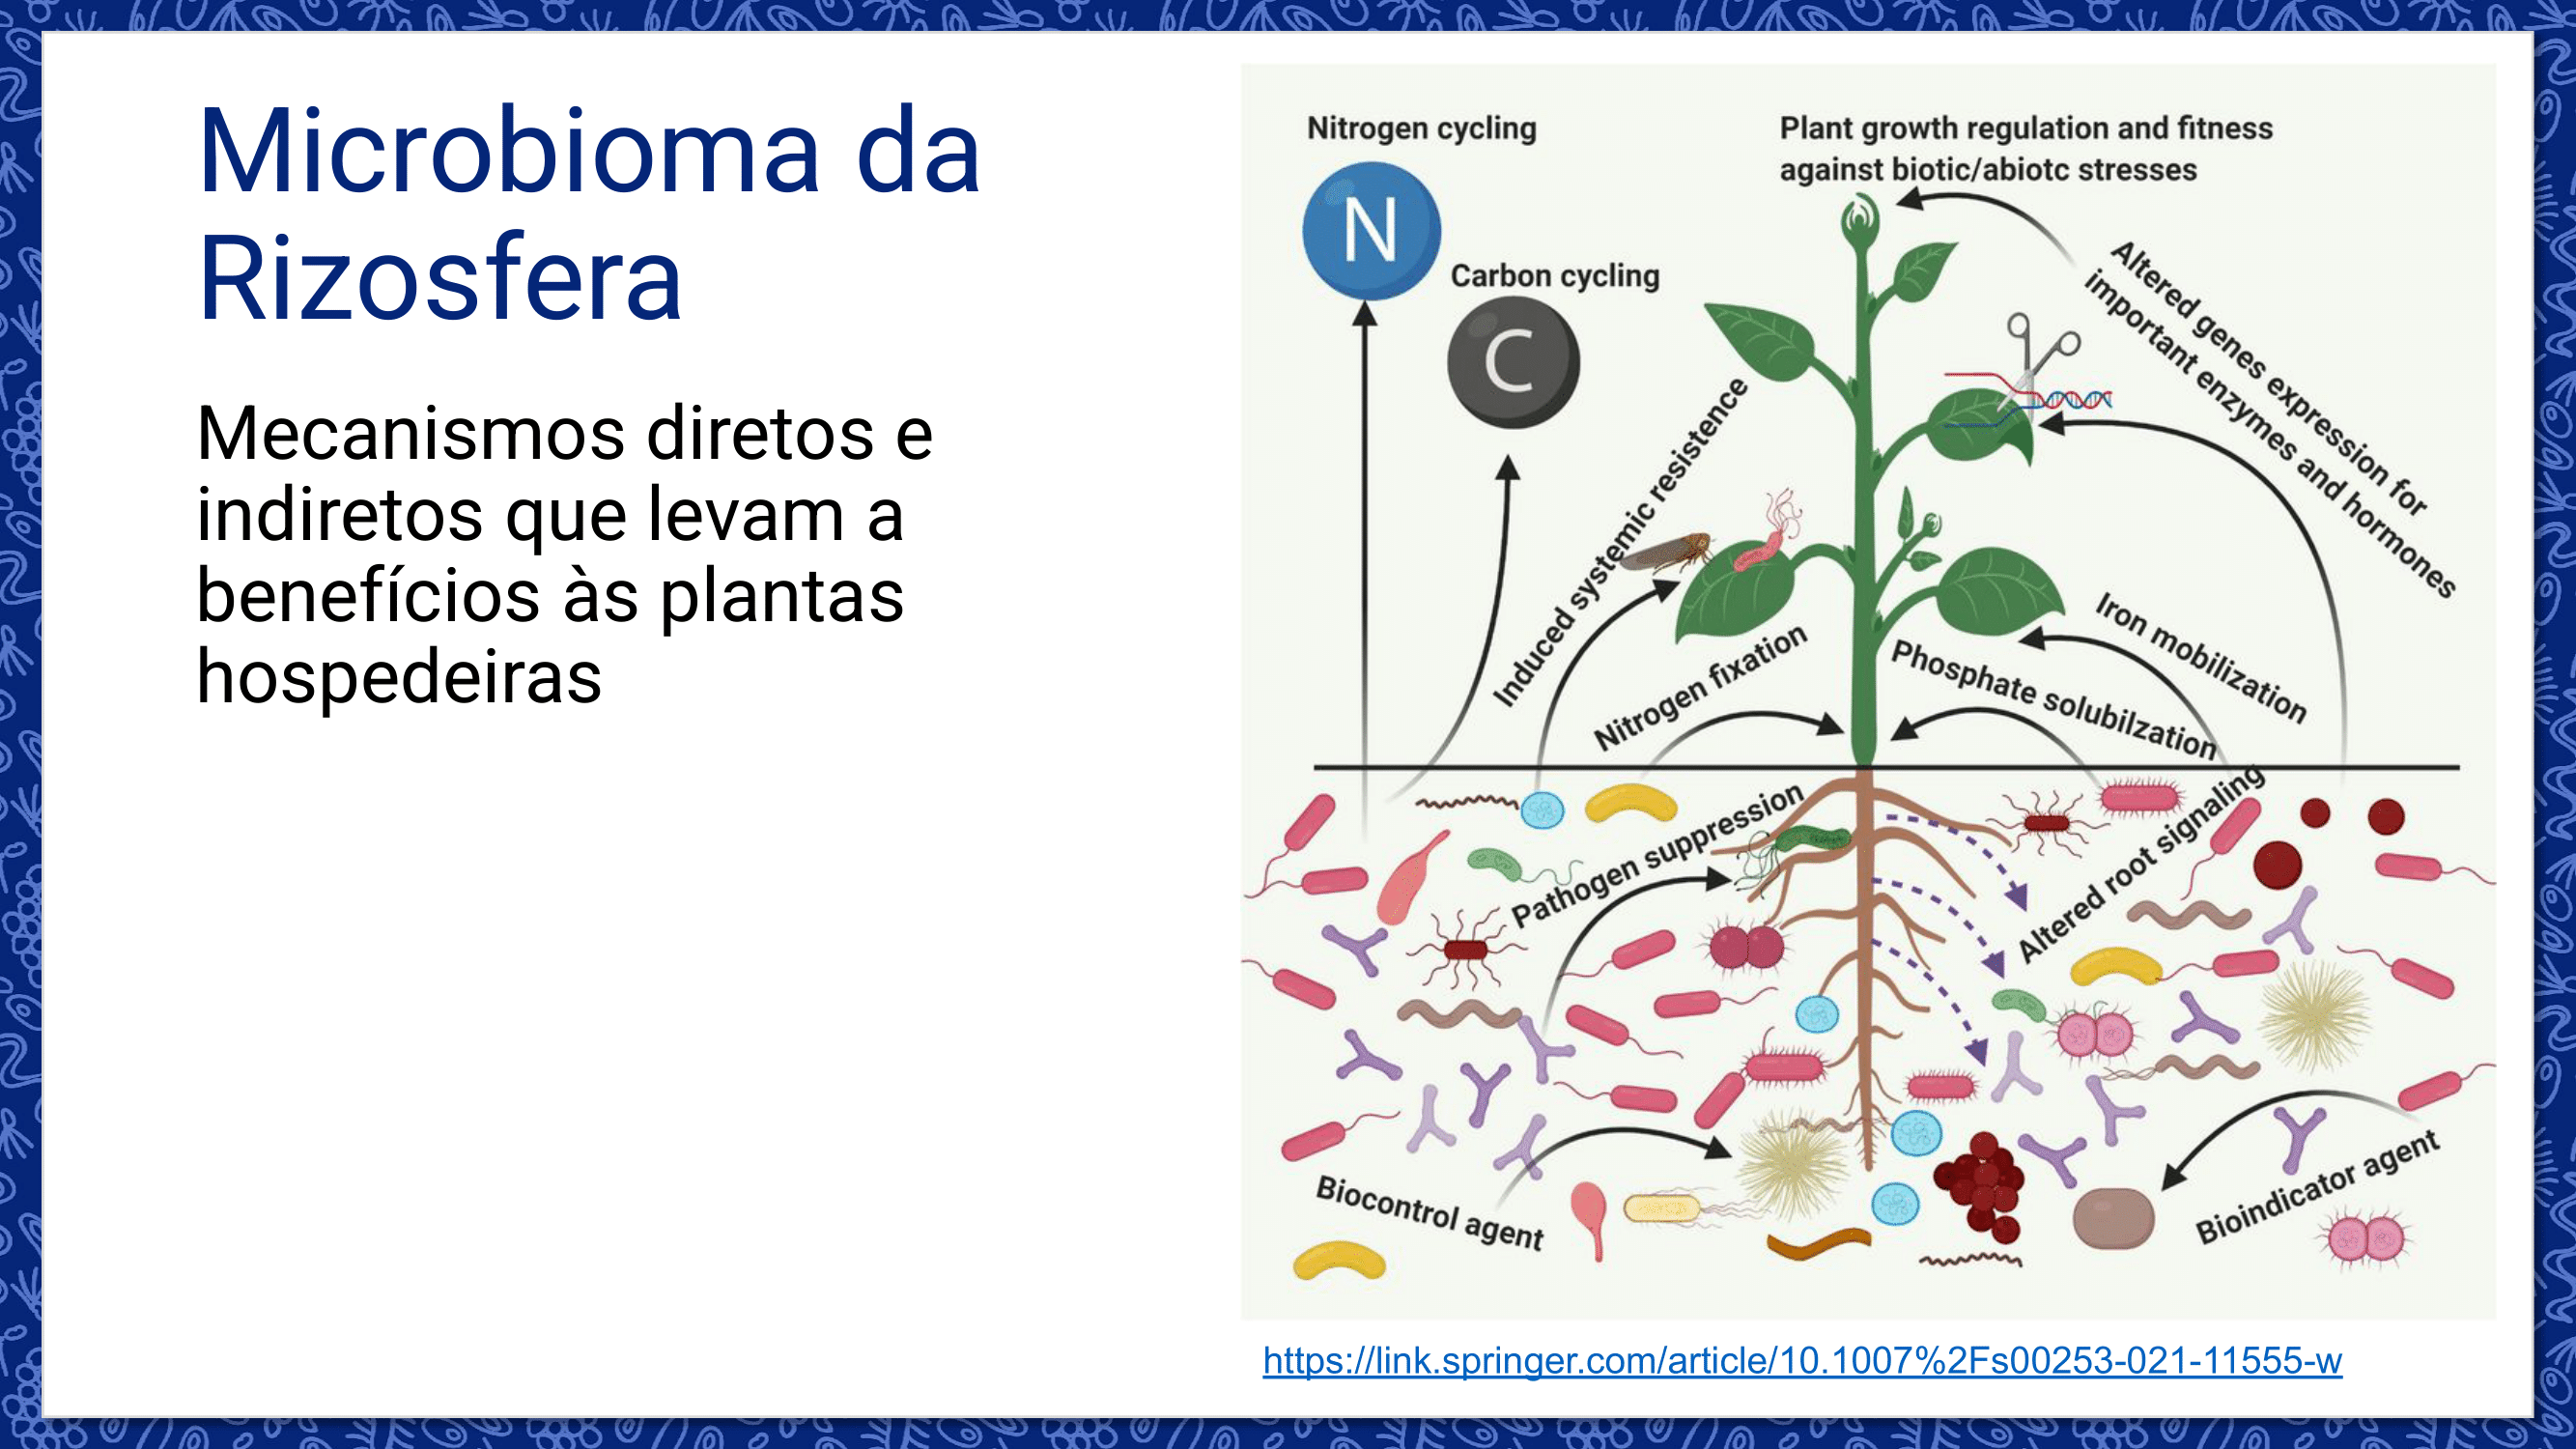 Microbioma da
Rizosfera
Mecanismos diretos e
indiretos que levam a
benefícios às plantas
hospedeiras
Nitrogen cycling
N
Carbon cycling
C
Plant growth regulation and fitness
against biotic/abiotc stresses
Altered genes expression for
important enzymes and hormones
Induced systemic resistence
Nitrogen fixation
Phosphate solubilzation
Iron mobilization
Pathogen suppression
Altered root signaling
Biocontrol agent
Bioindicator agent
https://link.springer.com/article/10.1007%2Fs00253-021-11555-w